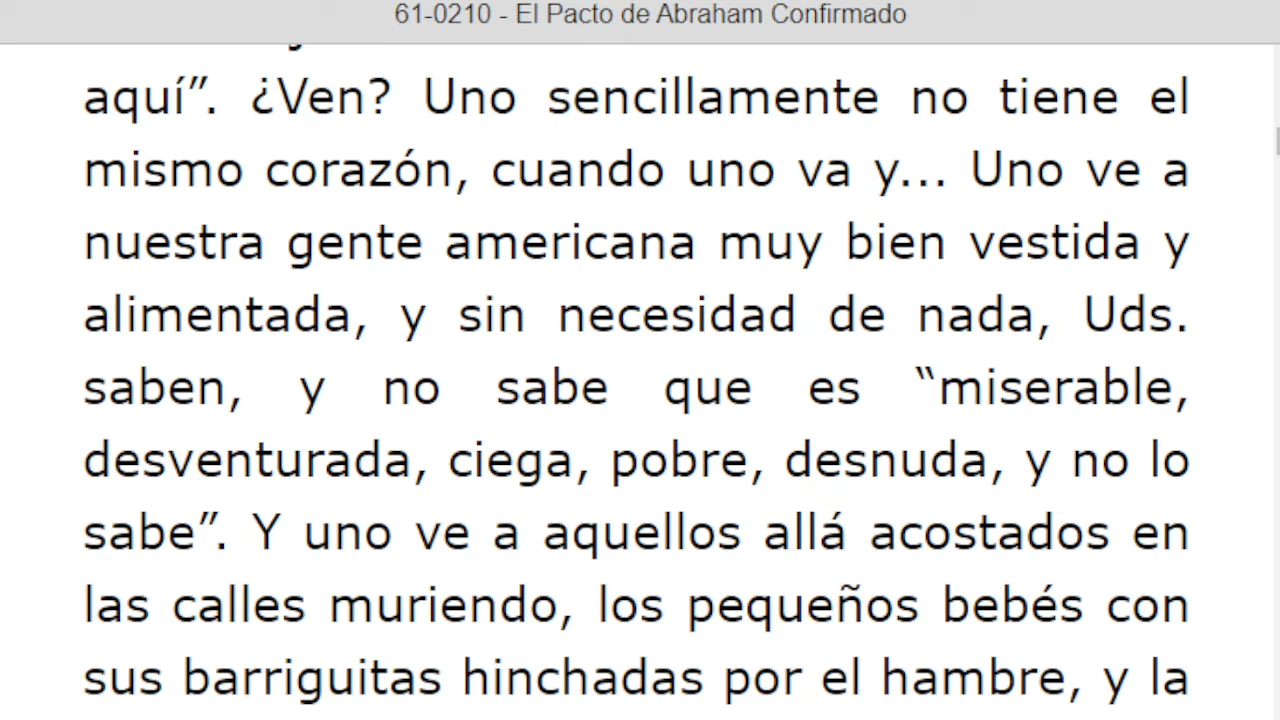 61-0210 - El Pacto de Abraham Confirmado
aquí”. ¿Ven? Uno sencillamente no tiene el
mismo corazón, cuando uno va y... Uno ve a
nuestra gente americana muy bien vestida y
alimentada, y sin necesidad de nada, Uds.
saben, y no sabe que es “miserable,
desventurada, ciega, pobre, desnuda, y no lo
sabe”. Y uno ve a aquellos allá acostados en
las calles muriendo, los pequeños bebés con
sus barriguitas hinchadas por el hambre, y la